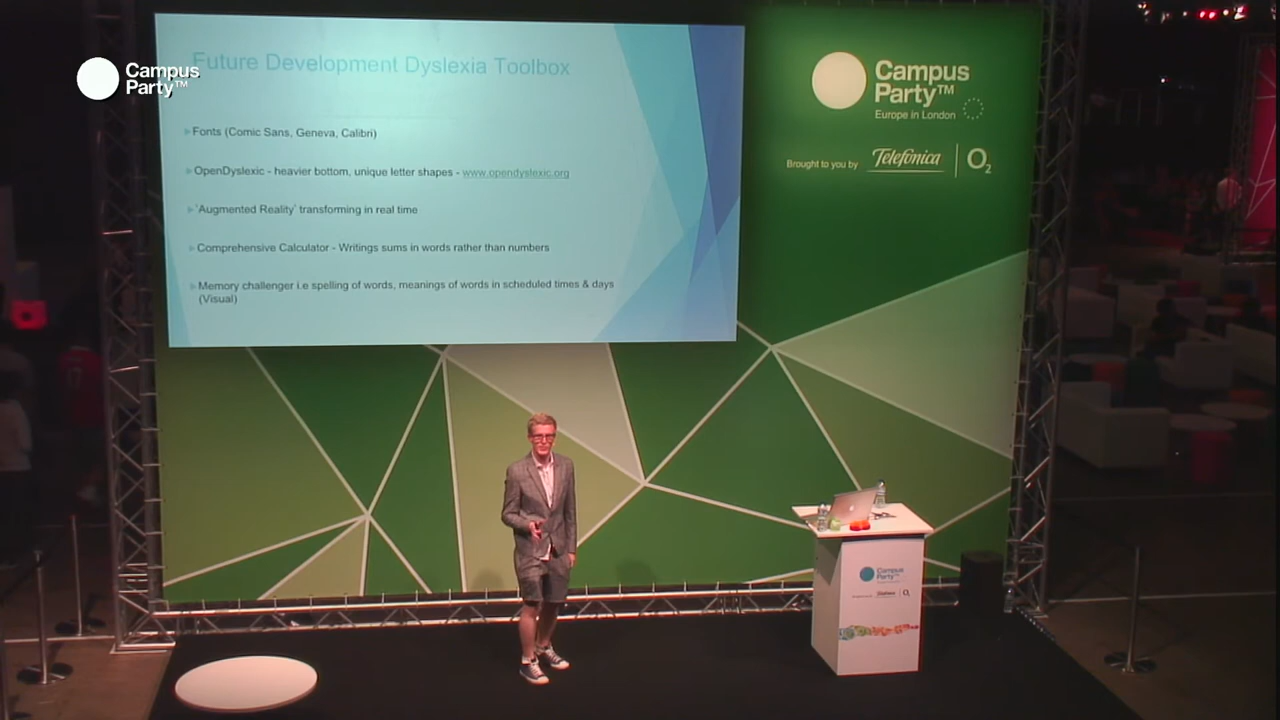 Campus
Party™
Future Development Dyslexia Toolbox
Fonts (Comic Sans, Geneva, Calibri)
OpenDyslexic - heavier bottom, unique letter shapes - www.opendyslexic.org
'Augmented Reality' transforming in real time
Comprehensive Calculator - Writings sums in words rather than numbers
Memory challenger i.e spelling of words, meanings of words in scheduled times & days
(Visual)
Campus
Party™
Europe in London
Brought to you by Telefónica O2
Campus
Party™